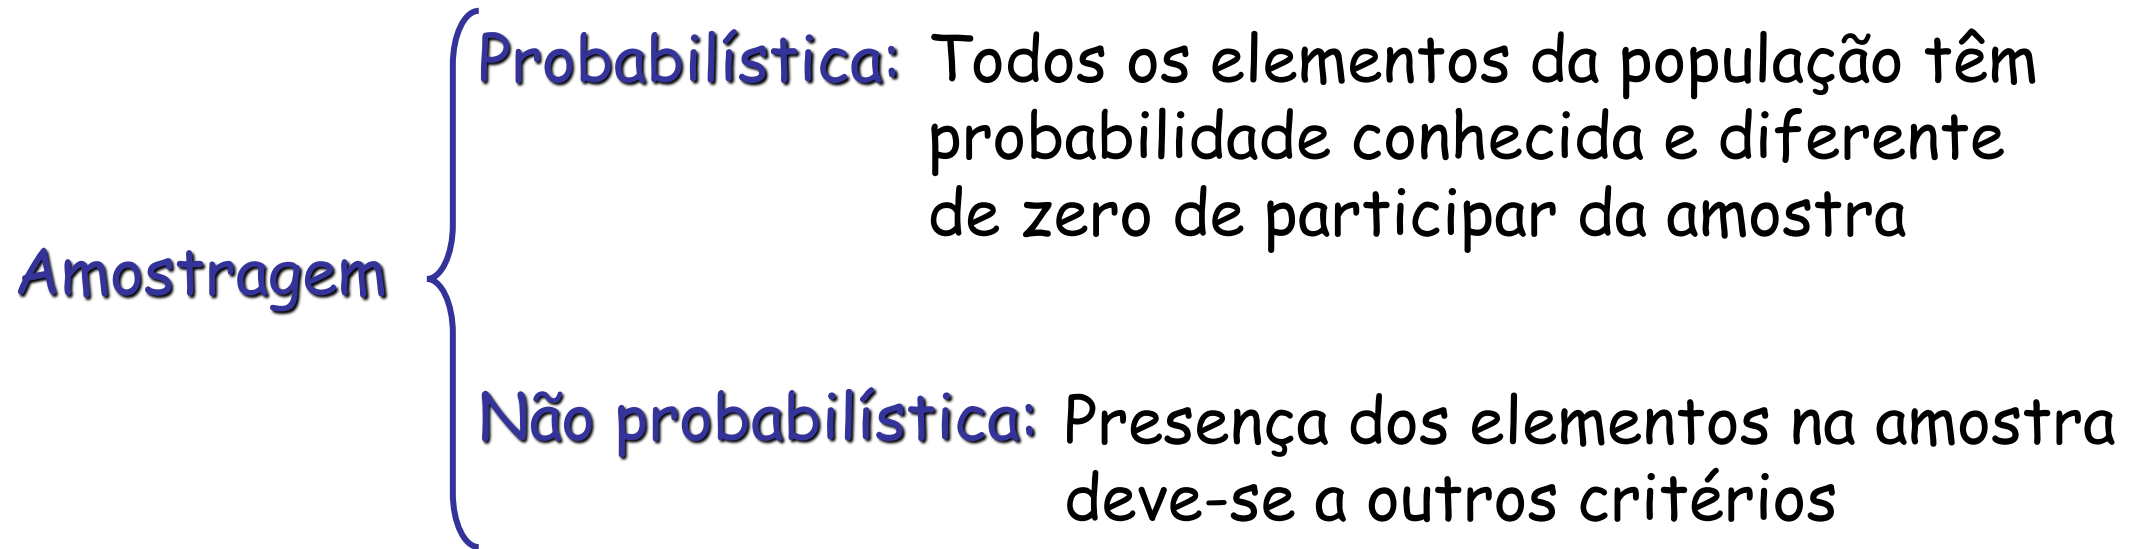 Probabilística: Todos os elementos da população têm
probabilidade conhecida e diferente
de zero de participar da amostra
Amostragem
Não probabilística: Presença dos elementos na amostra
deve-se a outros critérios